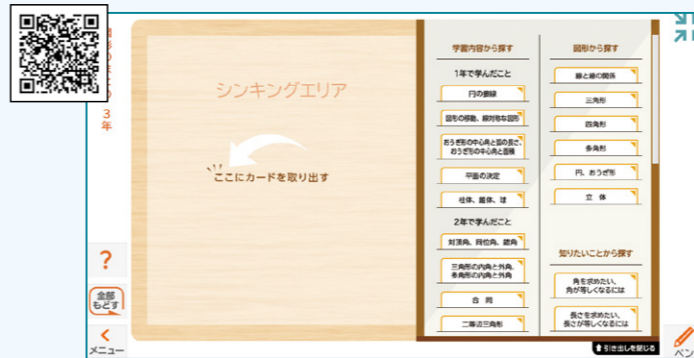 3年
シンキングエリア
ここにカードを取り出す
学習内容から探す
1年で学んだこと
円の接線
図形の移動、線対称な図形
おうぎ形の中心角と弧の長さ、
おうぎ形の中心角と面積
平面の決定
柱体、錐体、球
2年で学んだこと
対頂角、同位角、錯角
三角形の内角と外角、
多角形の内角と外角
合同
二等辺三角形
図形から探す
線と線の関係
三角形
四角形
多角形
円、おうぎ形
立体
知りたいことから探す
角を求めたい、
角が等しくなるには
長さを求めたい、
長さが等しくなるには
引き出しを閉じる
?
全部
もどす
メニュー
ペン